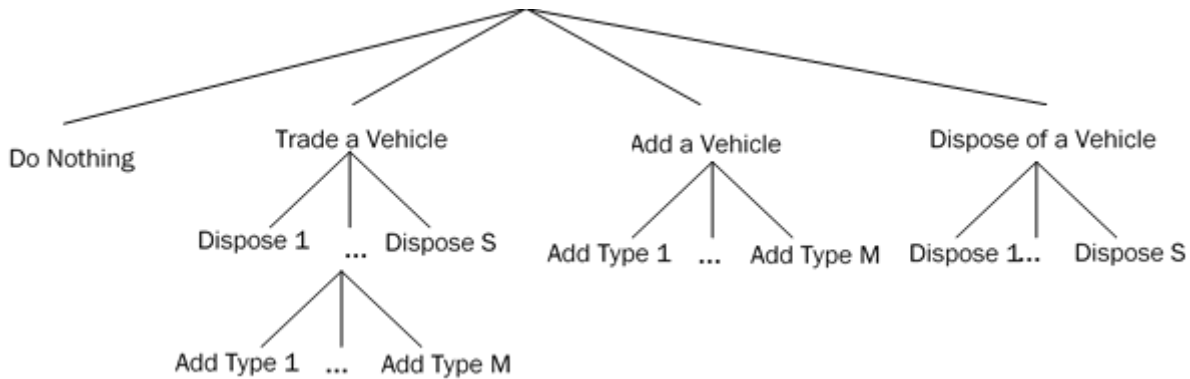 Do Nothing
Trade a Vehicle
Add a Vehicle
Dispose of a Vehicle
Dispose 1 ... Dispose S
Add Type 1 ... Add Type M
Dispose 1... Dispose S
Add Type 1 ... Add Type M